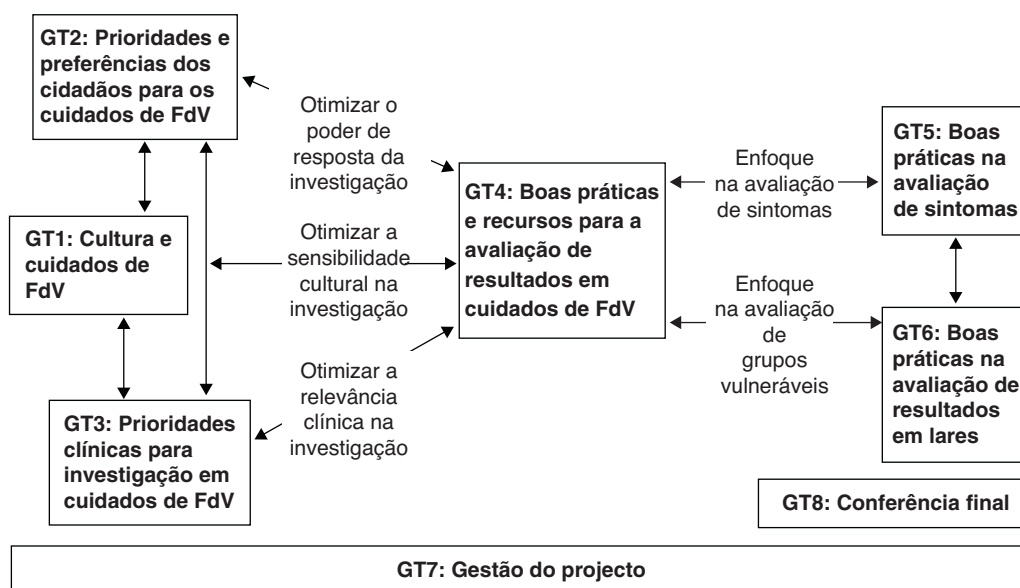 GT2: Prioridades e
preferências dos
cidadãos para os
cuidados de FdV
GT1: Cultura e
cuidados de
FdV
GT3: Prioridades
clínicas para
investigação em
cuidados de FdV
Otimizar o
poder de
resposta da
investigação
Otimizar a
sensibilidade
cultural na
investigação
Otimizar a
relevância
clínica na
investigação
GT4: Boas práticas
e recursos para a
avaliação de
resultados em
cuidados de FdV
Enfoque
na avaliação
de sintomas
Enfoque
na avaliação
de
grupos
vulneráveis
GT5: Boas
práticas na
avaliação
de sintomas
GT6: Boas
práticas na
avaliação de
resultados
em lares
GT8: Conferência final
GT7: Gestão do projecto